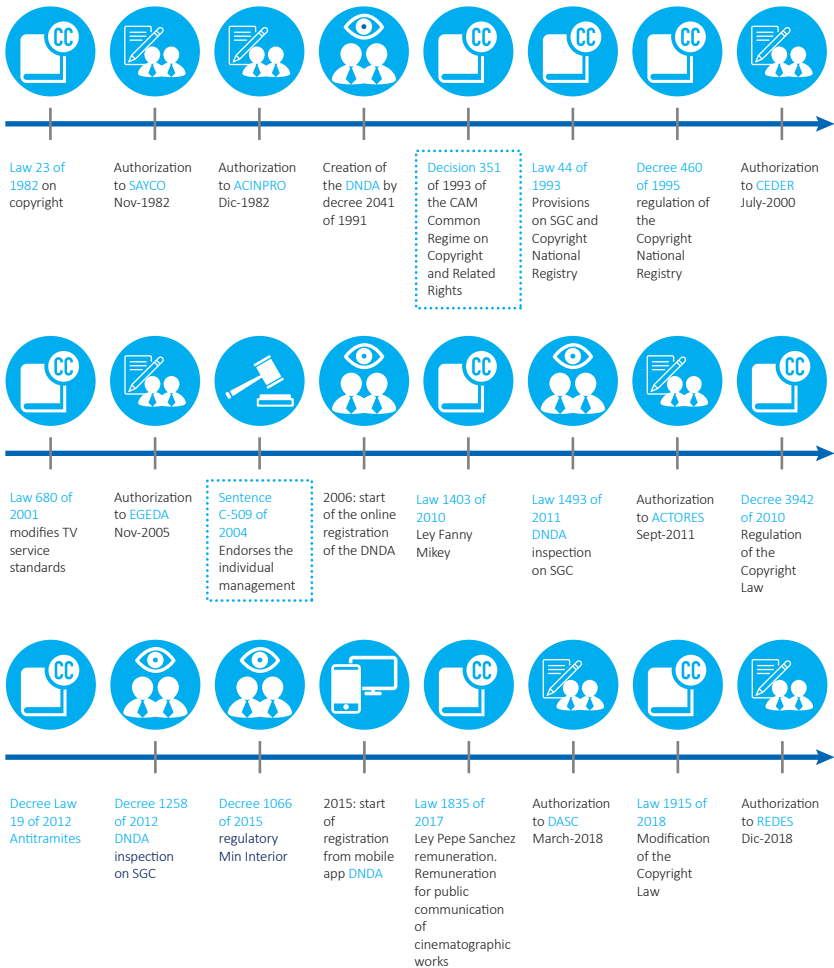 CC
CC
CC
CC
Law 23 of
1982 on
copyright
Authorization
to SAYCO
Nov-1982
Authorization
to ACINPRO
Dic-1982
Creation of
the DNDA by
decree 2041
of 1991
Decision 351
of 1993 of
the CAM
Common
Regime on
Copyright
and Related
Rights
Law 44 of
1993
Provisions
on SGC and
Copyright
National
Registry
Decree 460
of 1995
regulation of
the
Copyright
National
Registry
Authorization
to CEDER
July-2000
CC
CC
CC
Law 680 of
2001
modifies TV
service
standards
Authorization
to EGEDA
Nov-2005
Sentence
C-509 of
2004
Endorses the
individual
management
2006: start
of the online
registration
of the DNDA
Law 1403 of
2010
Ley Fanny
Mikey
Law 1493 of
2011
DNDA
inspection
on SGC
Authorization
to ACTORES
Sept-2011
Decree 3942
of 2010
Regulation
of the
Copyright
Law
CC
CC
CC
Decree Law
19 of 2012
Antitramites
Decree 1258
of 2012
DNDA
inspection
on SGC
Decree 1066
of 2015
regulatory
Min Interior
2015: start
of
registration
from mobile
app DNDA
Law 1835 of
2017
Ley Pepe Sanchez
remuneration.
Remuneration
for public
communication
of
cinematographic
works
Authorization
to DASC
March-2018
Law 1915 of
2018
Modification
of the
Copyright
Law
Authorization
to REDES
Dic-2018